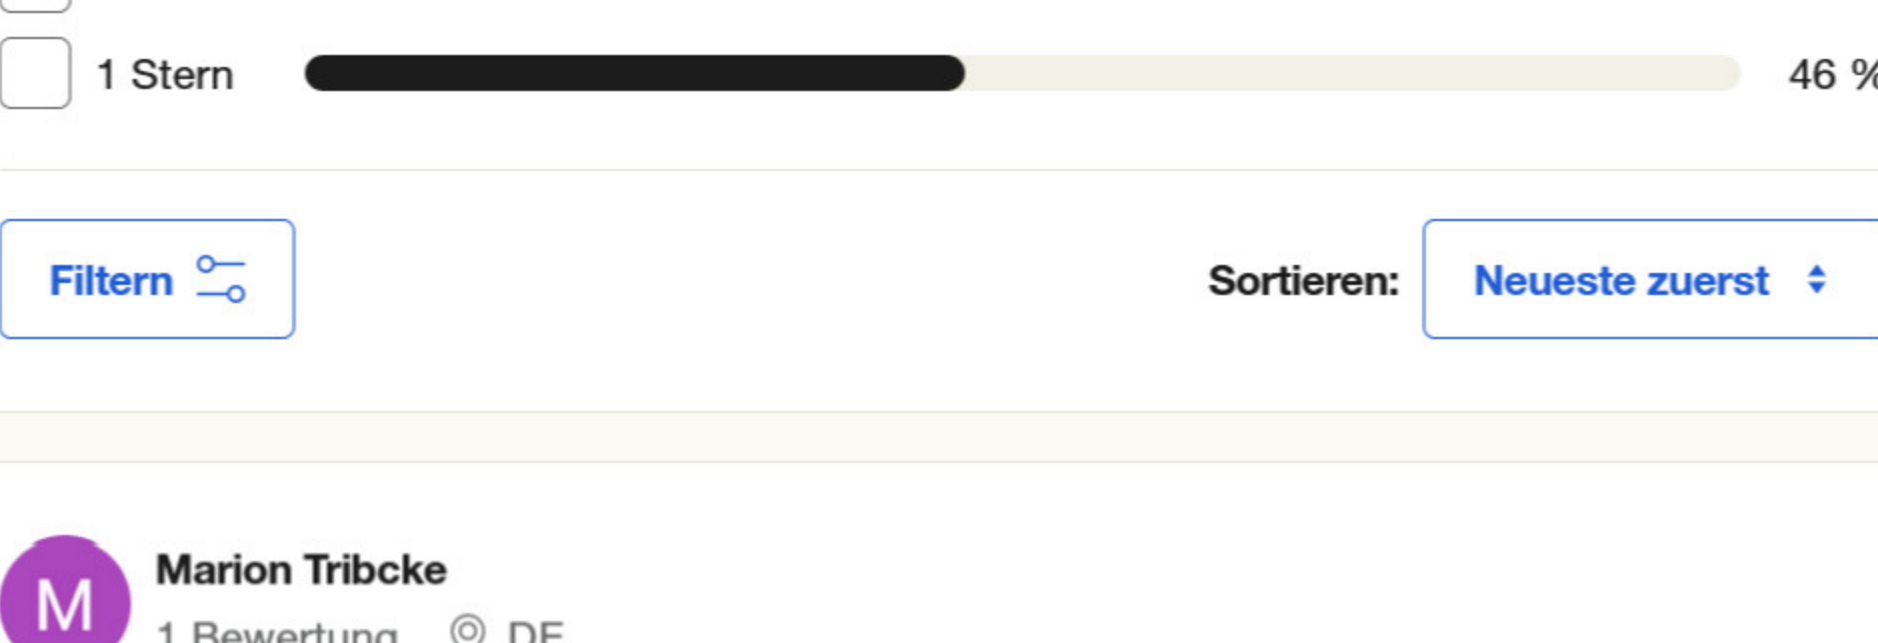 1 Stern 46 %
Filtern Sortieren: Neueste zuerst
M
Marion Tribcke
1 Bewertung DE